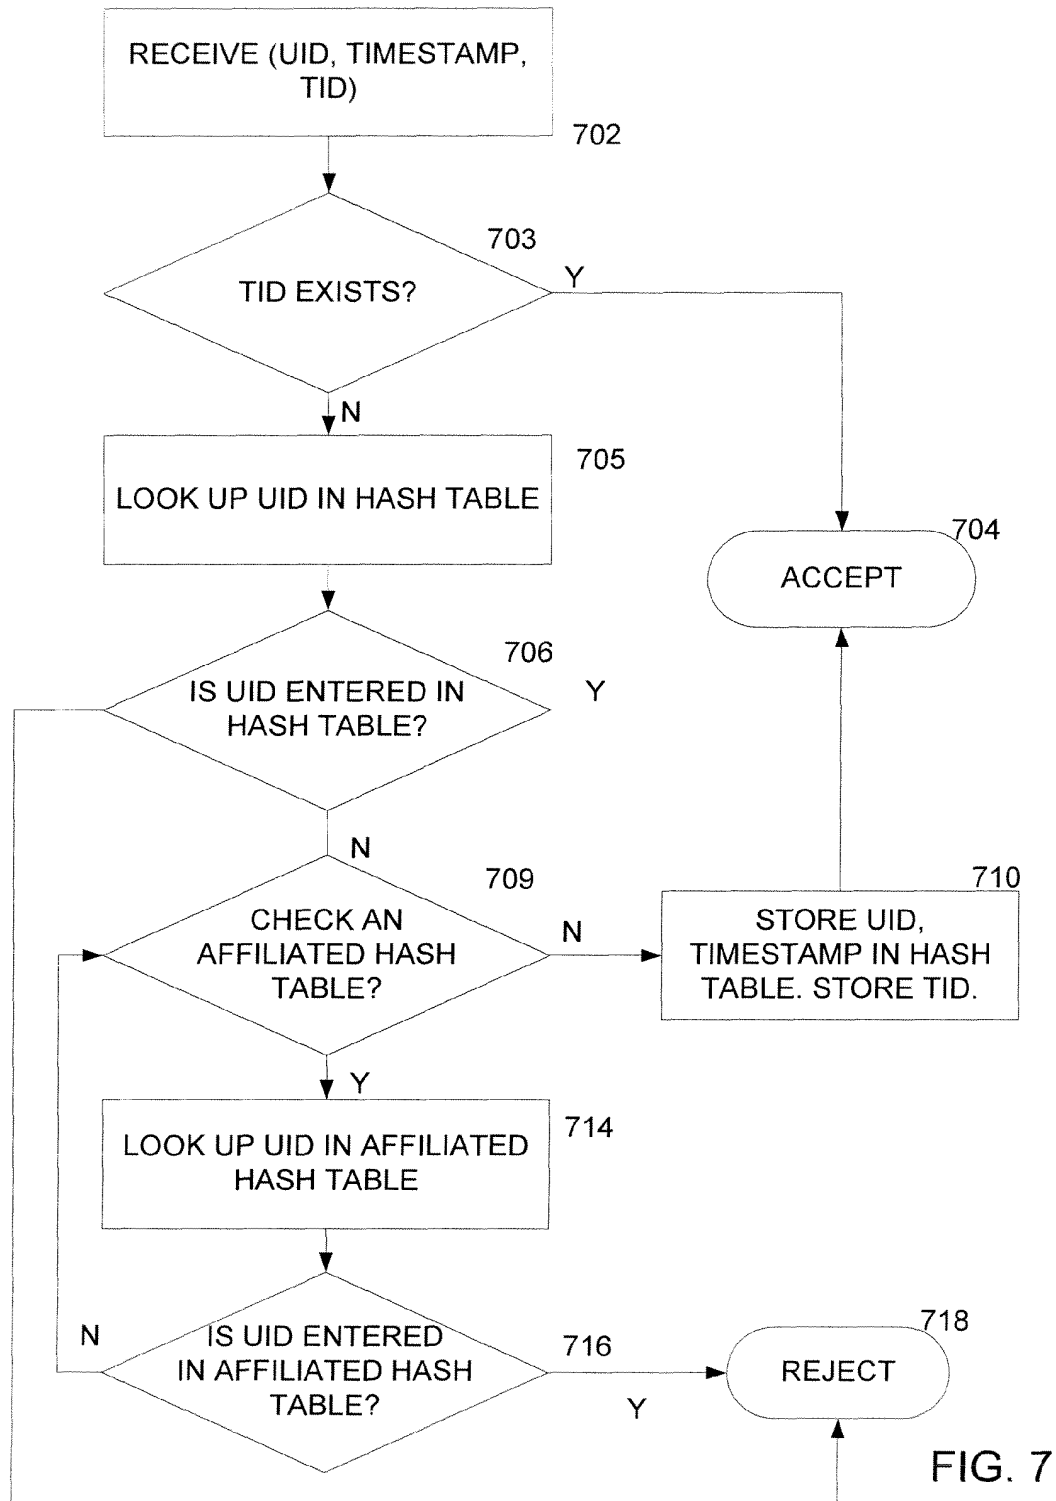 RECEIVE (UID, TIMESTAMP,
TID)
702
703
TID EXISTS?
Y
N
705
LOOK UP UID IN HASH TABLE
704
ACCEPT
706
IS UID ENTERED IN
HASH TABLE?
Y
N
709
CHECK AN
AFFILIATED HASH
TABLE?
N
710
STORE UID,
TIMESTAMP IN HASH
TABLE. STORE TID.
Y
714
LOOK UP UID IN AFFILIATED
HASH TABLE
N
IS UID ENTERED
IN AFFILIATED HASH
TABLE?
716
Y
718
REJECT
FIG. 7